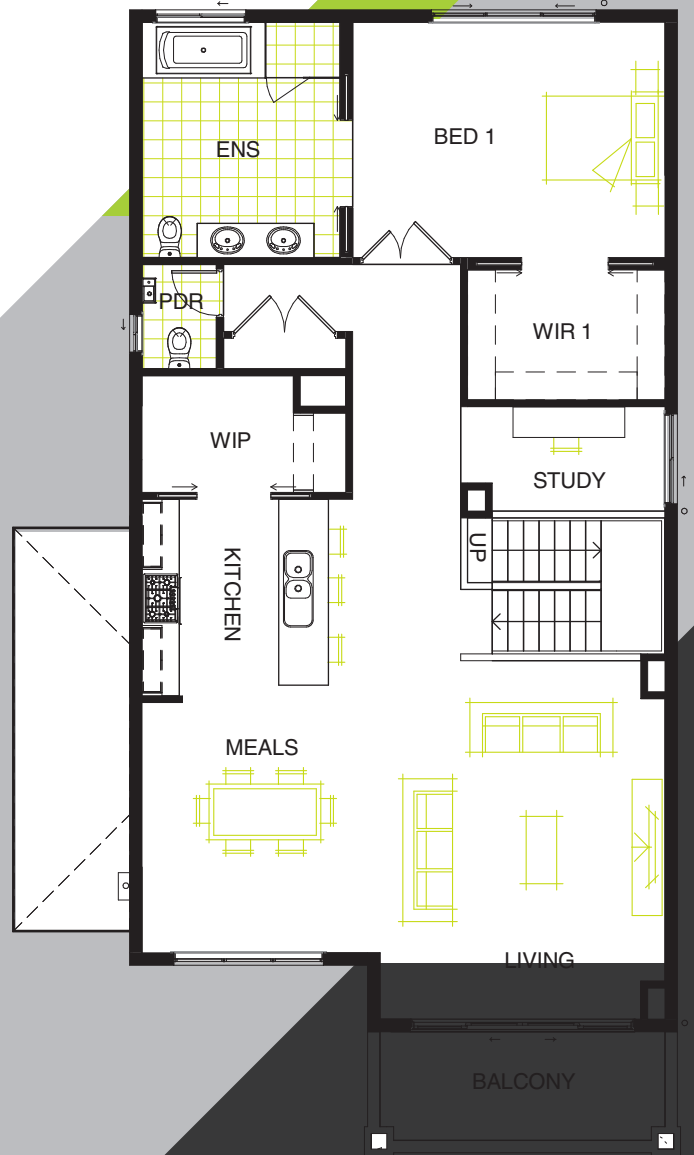 ENS
BED 1
PDR
WIR 1
WIP
STUDY
UP
KITCHEN
MEALS
LIVING
BALCONY